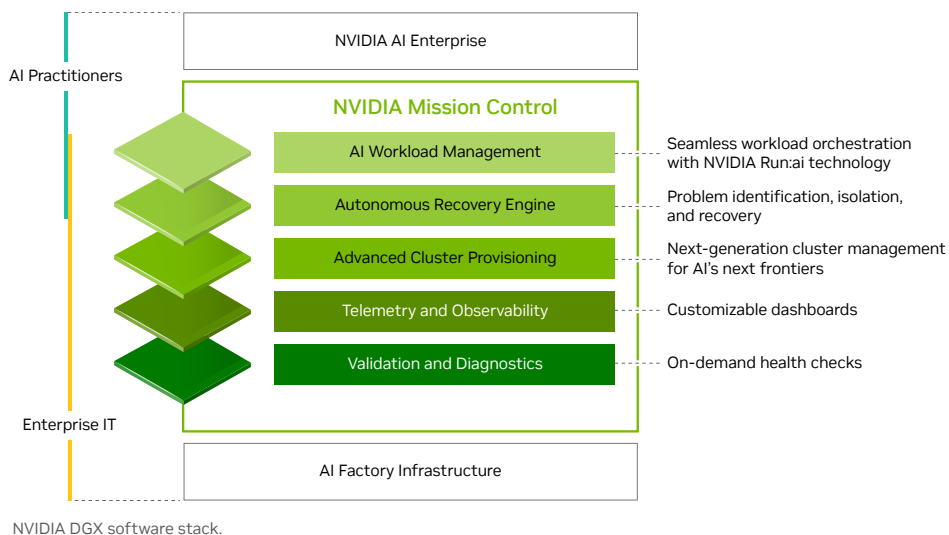 NVIDIA AI Enterprise
AI Practitioners
NVIDIA Mission Control
AI Workload Management
Seamless workload orchestration
with NVIDIA Run:ai technology
Autonomous Recovery Engine
Problem identification, isolation,
and recovery
Advanced Cluster Provisioning
Next-generation cluster management
for AI’s next frontiers
Telemetry and Observability
Customizable dashboards
Validation and Diagnostics
On-demand health checks
Enterprise IT
AI Factory Infrastructure
NVIDIA DGX software stack.